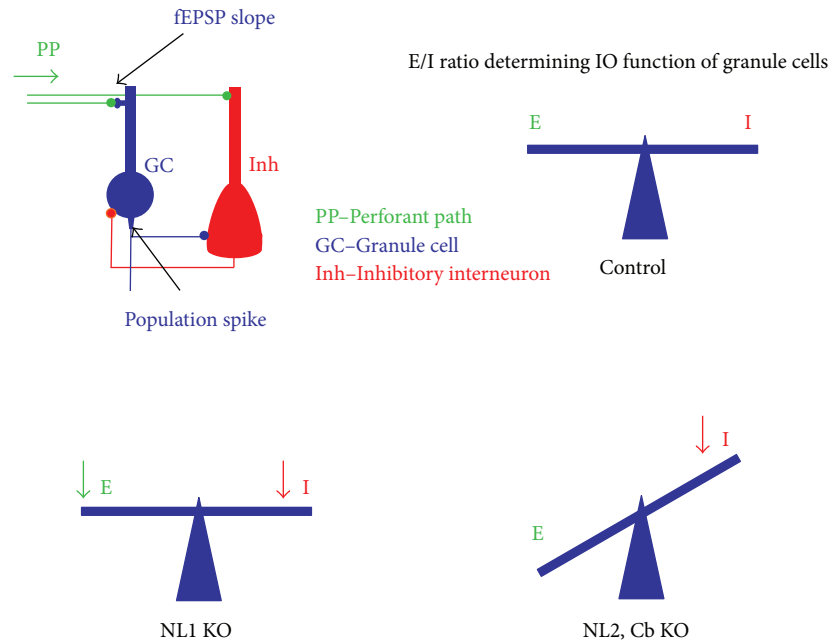 fEPSP slope
PP
GC
Inh
Population spike
PP–Perforant path
GC–Granule cell
Inh–Inhibitory interneuron
E/I ratio determining IO function of granule cells
E
I
Control
E
I
NL1 KO
E
I
NL2, Cb KO